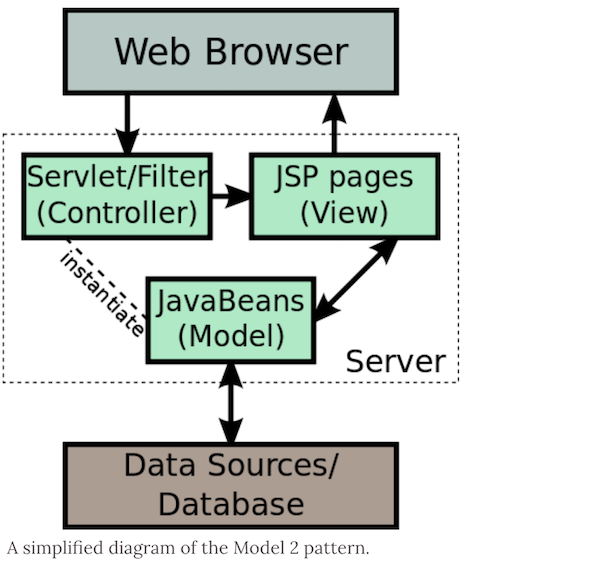 Web Browser
Servlet/Filter
(Controller)
JSP pages
(View)
instantiate
JavaBeans
(Model)
Server
Data Sources/
Database
A simplified diagram of the Model 2 pattern.